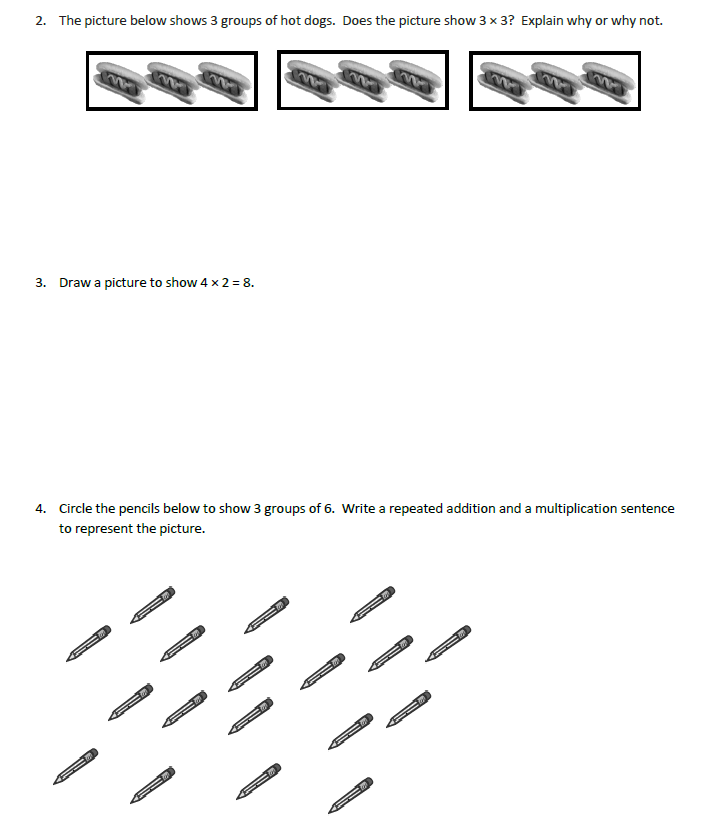 2. The picture below shows 3 groups of hot dogs. Does the picture show 3 × 3? Explain why or why not.
3. Draw a picture to show 4 × 2 = 8.
4. Circle the pencils below to show 3 groups of 6. Write a repeated addition and a multiplication sentence
to represent the picture.